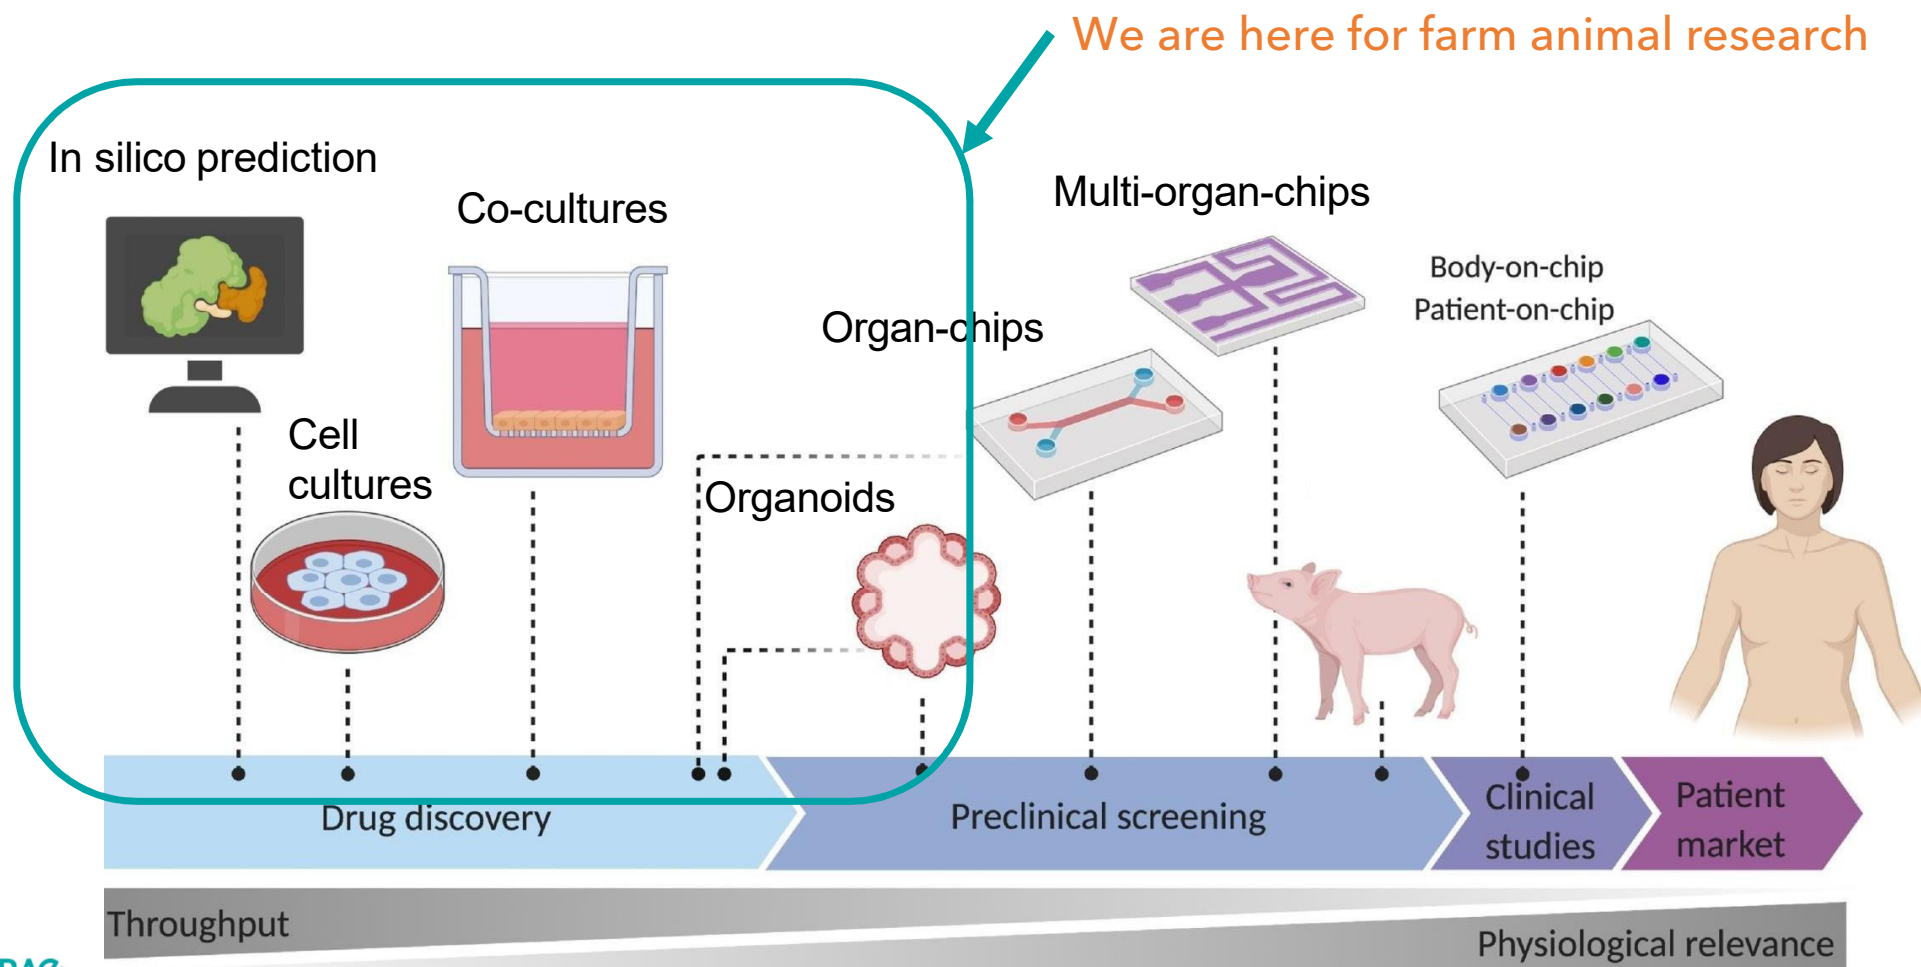 We are here for farm animal research
In silico prediction
Co-cultures
Multi-organ-chips
Body-on-chip
Patient-on-chip
Organ-chips
Cell
cultures
Organoids
Drug discovery
Preclinical screening
Clinical
studies
Patient
market
Throughput
Physiological relevance